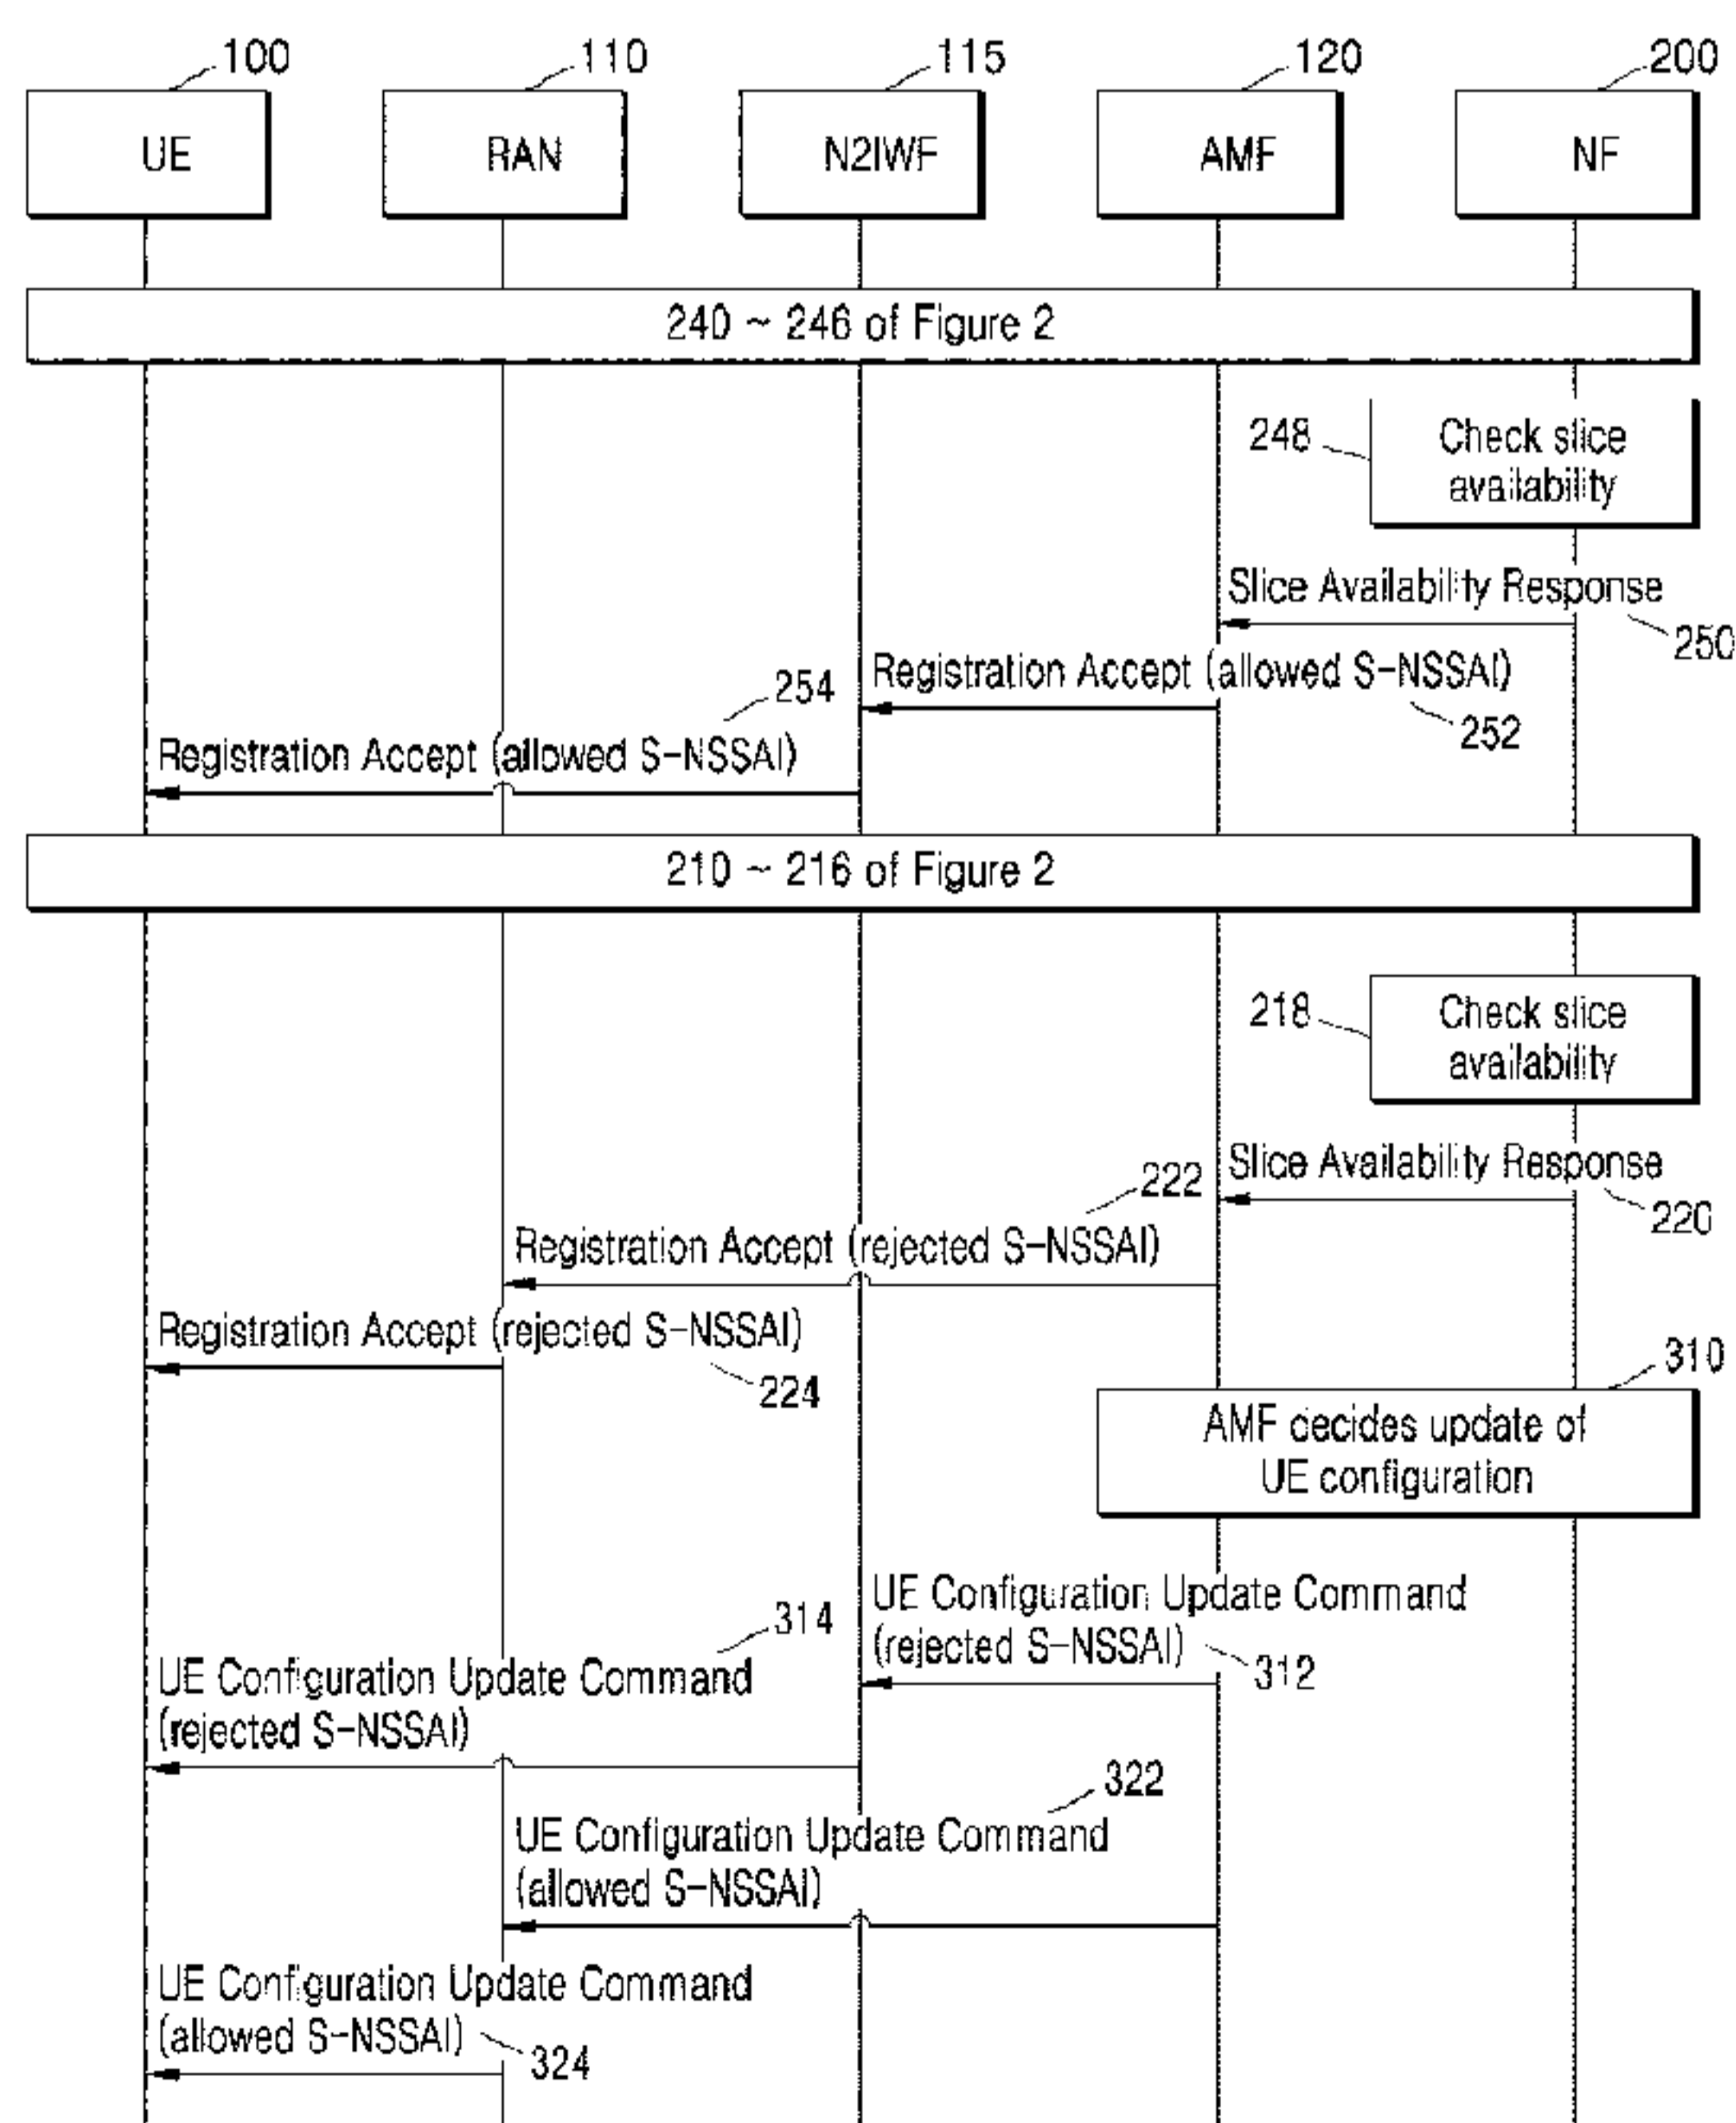 100
110
115
120
200
UE
RAN
N2IWF
AMF
NF
240 ~ 246 of Figure 2
248
Check slice
availability
Slice Availability Response
250
Registration Accept (allowed S-NSSAI)
252
254
Registration Accept (allowed S-NSSAI)
210 ~ 216 of Figure 2
218
Check slice
availability
Slice Availability Response
220
222
Registration Accept (rejected S-NSSAI)
Registration Accept (rejected S-NSSAI)
224
310
AMF decides update of
UE configuration
UE Configuration Update Command
(rejected S-NSSAI)
312
314
UE Configuration Update Command
(rejected S-NSSAI)
322
UE Configuration Update Command
(allowed S-NSSAI)
UE Configuration Update Command
(allowed S-NSSAI)
324